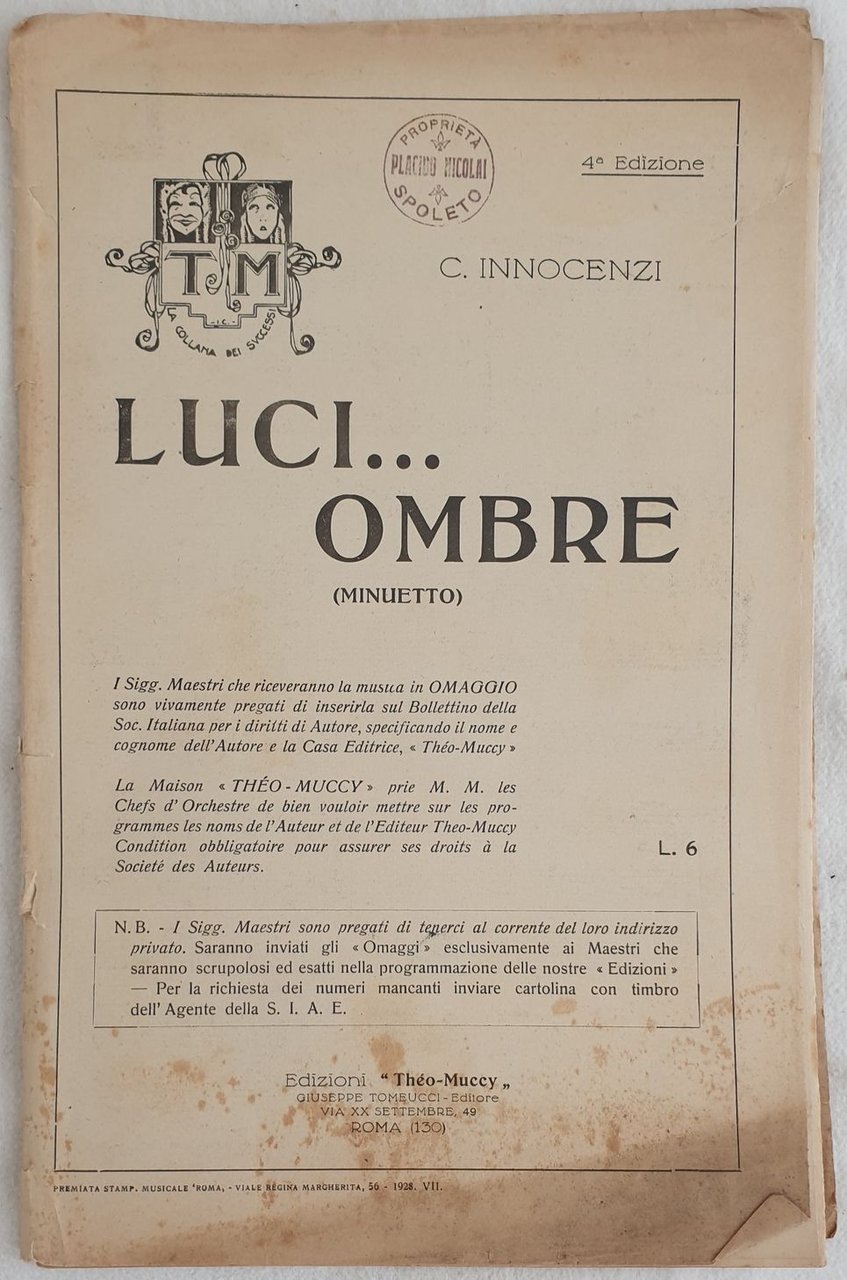 PROPRIETÀ
PLACIDO NICOLAI
SPOLETO
4ª Edizione
T M
LA COLLANA DEI SUCCESSI
C. INNOCENZI
LUCI...
OMBRE
(MINUETTO)
I Sigg. Maestri che riceveranno la musica in OMAGGIO
sono vivamente pregati di inserirla sul Bollettino della
Soc. Italiana per i diritti di Autore, specificando il nome e
cognome dell'Autore e la Casa Editrice, « Théo-Muccy »
La Maison « THÉO - MUCCY » prie M. M. les
Chefs d' Orchestre de bien vouloir mettre sur les pro-
grammes les noms de l'Auteur et de l'Editeur Theo-Muccy
Condition obbligatoire pour assurer ses droits à la
Societé des Auteurs.
L. 6
N. B. - I Sigg. Maestri sono pregati di tenerci al corrente del loro indirizzo
privato. Saranno inviati gli « Omaggi » esclusivamente ai Maestri che
saranno scrupolosi ed esatti nella programmazione delle nostre « Edizioni »
— Per la richiesta dei numeri mancanti inviare cartolina con timbro
dell' Agente della S. I. A. E.
Edizioni “ Théo-Muccy „
GIUSEPPE TOMEUCCI - Editore
VIA XX SETTEMBRE, 49
ROMA (130)
PREMIATA STAMP. MUSICALE 'ROMA, - VIALE REGINA MARGHERITA, 56 - 1928. VII.